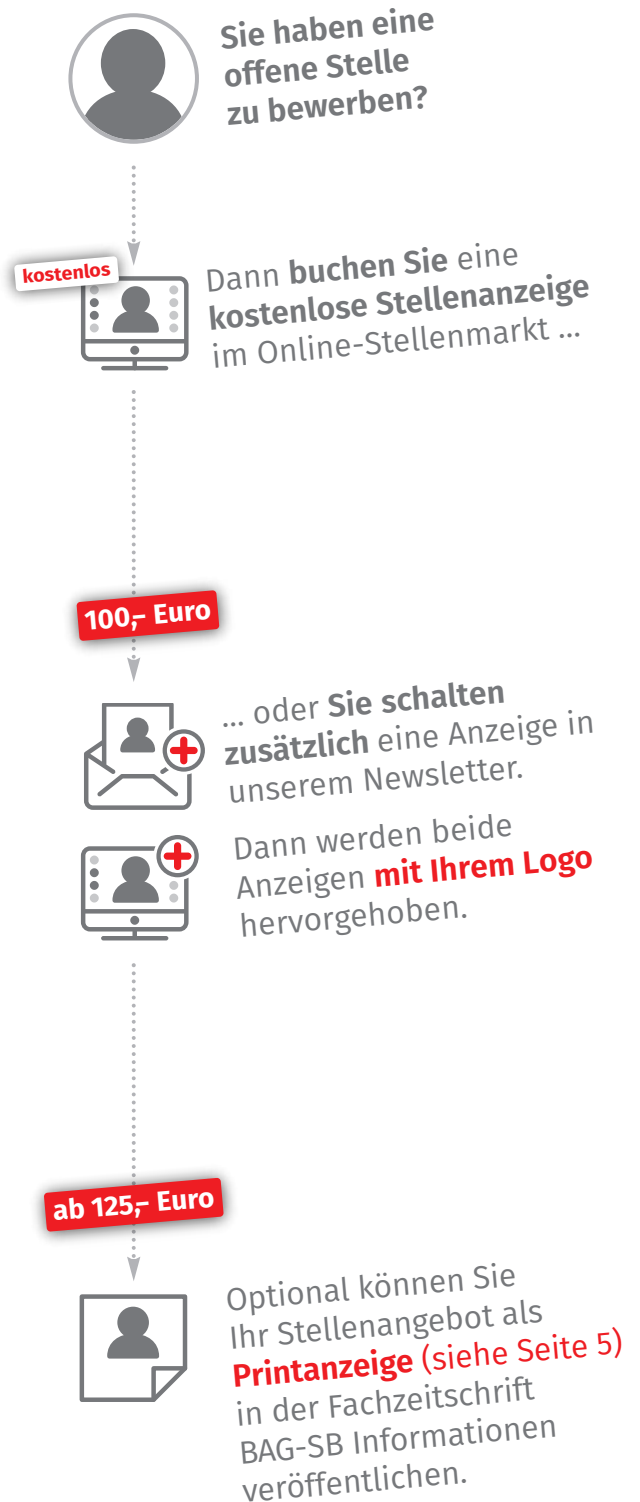 Sie haben eine
offene Stelle
zu bewerben?
kostenlos
Dann buchen Sie eine
kostenlose Stellenanzeige
im Online-Stellenmarkt ...
100,– Euro
... oder Sie schalten
zusätzlich eine Anzeige in
unserem Newsletter.
Dann werden beide
Anzeigen mit Ihrem Logo
hervorgehoben.
ab 125,– Euro
Optional können Sie
Ihr Stellenangebot als
Printanzeige (siehe Seite 5)
in der Fachzeitschrift
BAG-SB Informationen
veröffentlichen.